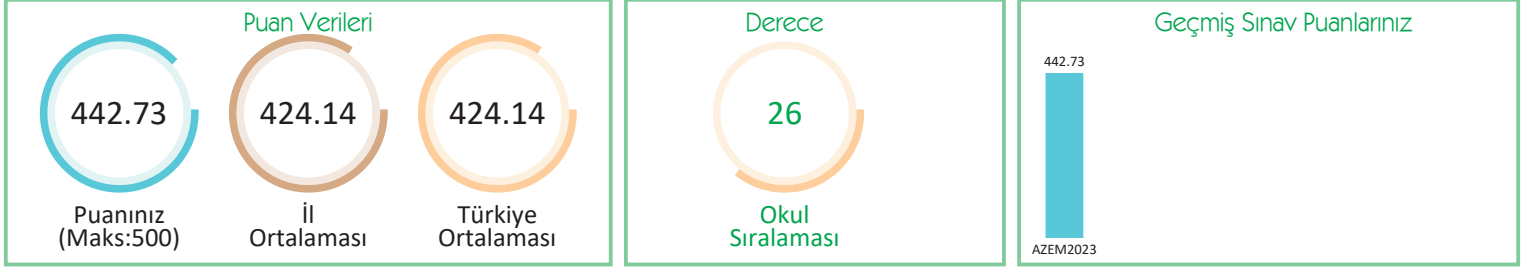 Puan Verileri
442.73
424.14
424.14
Puanınız
(Maks:500)
İl
Ortalaması
Türkiye
Ortalaması
Derece
26
Okul
Sıralaması
Geçmiş Sınav Puanlarınız
442.73
AZEM2023